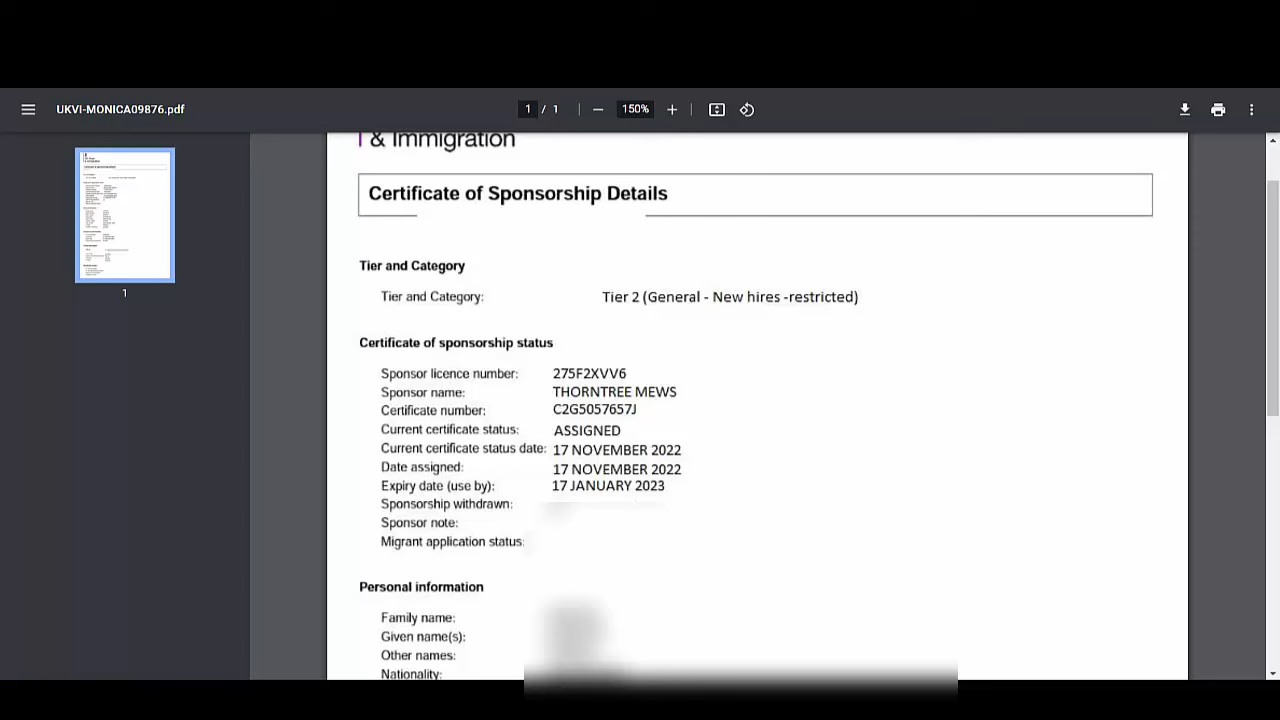 UKVI-MONICA09876.pdf
1 / 1
150%
& Immigration
Certificate of Sponsorship Details
Tier and Category
Tier and Category: Tier 2 (General - New hires -restricted)
Certificate of sponsorship status
Sponsor licence number: 275F2XVV6
Sponsor name: THORNTREE MEWS
Certificate number: C2G5057657J
Current certificate status: ASSIGNED
Current certificate status date: 17 NOVEMBER 2022
Date assigned: 17 NOVEMBER 2022
Expiry date (use by): 17 JANUARY 2023
Sponsorship withdrawn:
Sponsor note:
Migrant application status:
Personal information
Family name:
Given name(s):
Other names:
Nationality:
1